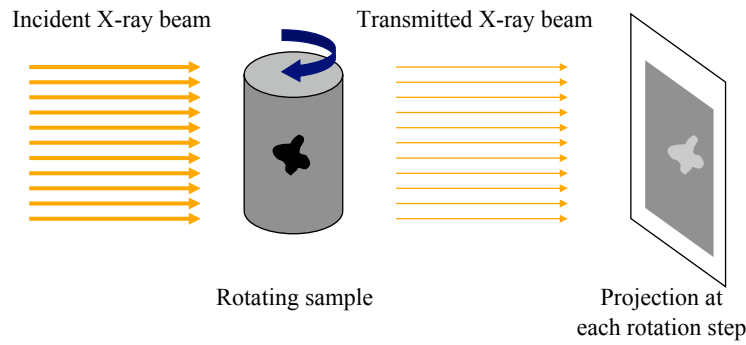 Incident X-ray beam
Transmitted X-ray beam
Rotating sample
Projection at
each rotation step